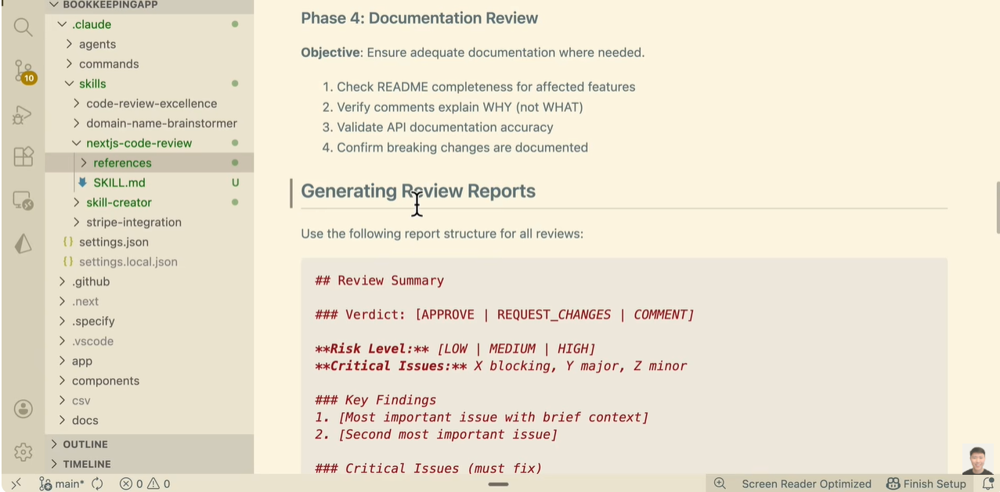 BOOKKEEPINGAPP
.claude
agents
commands
skills
code-review-excellence
domain-name-brainstormer
nextjs-code-review
references
SKILL.md U
skill-creator
stripe-integration
{} settings.json
{} settings.local.json
.github
.next
.specify
.vscode
app
components
csv
docs
OUTLINE
TIMELINE
10
Phase 4: Documentation Review
Objective: Ensure adequate documentation where needed.
1. Check README completeness for affected features
2. Verify comments explain WHY (not WHAT)
3. Validate API documentation accuracy
4. Confirm breaking changes are documented
Generating Review Reports
Use the following report structure for all reviews:
## Review Summary
### Verdict: [APPROVE | REQUEST_CHANGES | COMMENT]
**Risk Level:** [LOW | MEDIUM | HIGH]
**Critical Issues:** X blocking, Y major, Z minor
### Key Findings
1. [Most important issue with brief context]
2. [Second most important issue]
### Critical Issues (must fix)
main* 0 0 Screen Reader Optimized Finish Setup